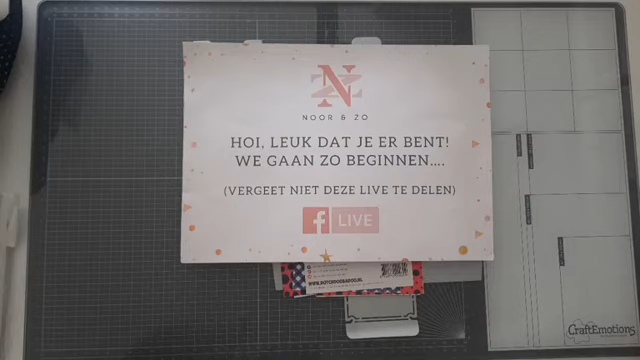 NZ
NOOR & ZO
HOI, LEUK DAT JE ER BENT!
WE GAAN ZO BEGINNEN....
(VERGEET NIET DEZE LIVE TE DELEN)
f LIVE
CraftEmotions